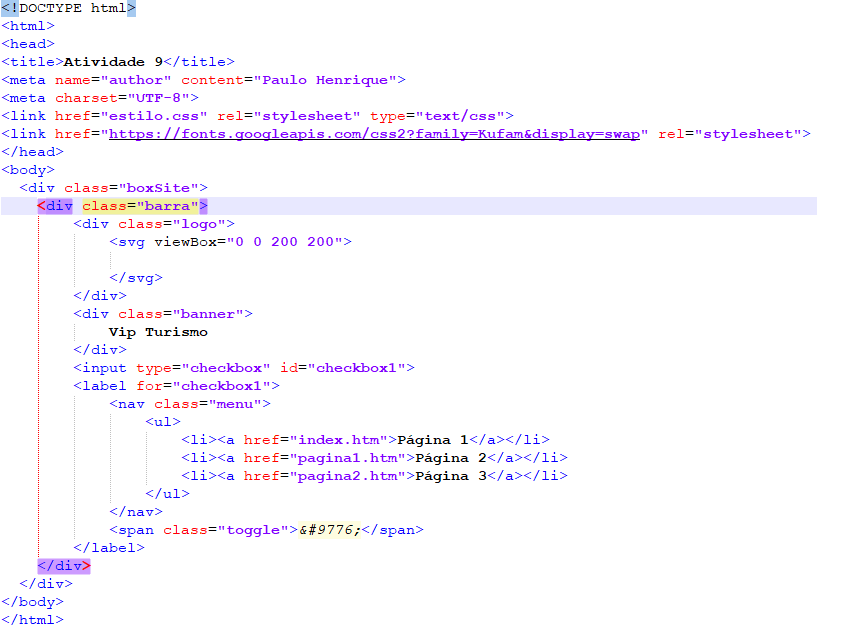 <!DOCTYPE html>
<html>
<head>
<title>Atividade 9</title>
<meta name="author" content="Paulo Henrique">
<meta charset="UTF-8">
<link href="estilo.css" rel="stylesheet" type="text/css">
<link href="https://fonts.googleapis.com/css2?family=Kufam&display=swap" rel="stylesheet">
</head>
<body>
  <div class="boxSite">
    <div class="barra">
        <div class="logo">
            <svg viewBox="0 0 200 200">
            </svg>
        </div>
        <div class="banner">
            Vip Turismo
        </div>
        <input type="checkbox" id="checkbox1">
        <label for="checkbox1">
            <nav class="menu">
                <ul>
                    <li><a href="index.htm">Página 1</a></li>
                    <li><a href="pagina1.htm">Página 2</a></li>
                    <li><a href="pagina2.htm">Página 3</a></li>
                </ul>
            </nav>
            <span class="toggle">&#9776;</span>
        </label>
    </div>
  </div>
</body>
</html>